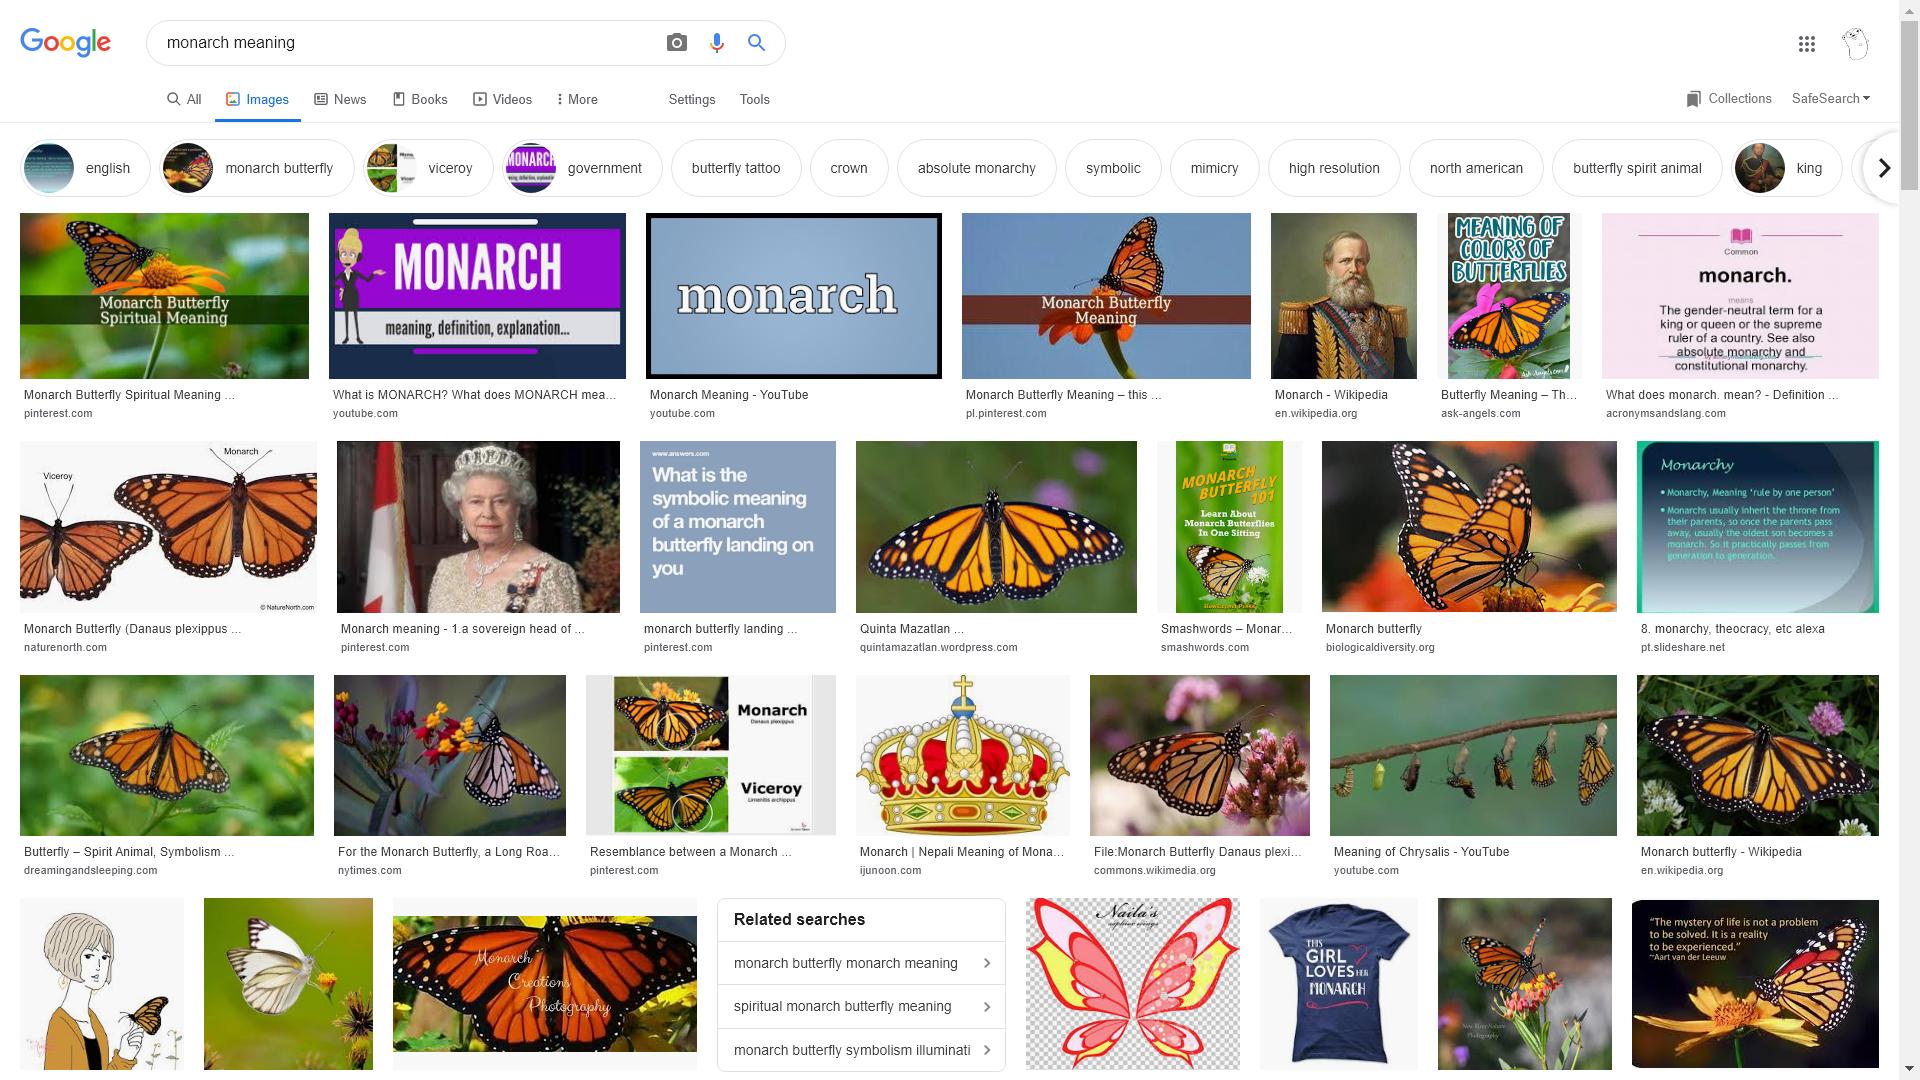 Google
monarch meaning
All
Images
News
Books
Videos
More
Settings
Tools
Collections
SafeSearch
english
monarch butterfly
viceroy
government
butterfly tattoo
crown
absolute monarchy
symbolic
mimicry
high resolution
north american
butterfly spirit animal
king
Monarch Butterfly
Spiritual Meaning
Monarch Butterfly Spiritual Meaning ...
pinterest.com
MONARCH
meaning, definition, explanation...
What is MONARCH? What does MONARCH mea...
youtube.com
monarch
Monarch Meaning - YouTube
youtube.com
Monarch Butterfly
Meaning
Monarch Butterfly Meaning – this ...
pl.pinterest.com
Monarch - Wikipedia
en.wikipedia.org
MEANING OF
COLORS OF
BUTTERFLIES
Ask-Angels.com
Butterfly Meaning – Th...
ask-angels.com
Common
monarch.
means
The gender-neutral term for a
king or queen or the supreme
ruler of a country. See also
absolute monarchy and
constitutional monarchy.
What does monarch. mean? - Definition ...
acronymsandslang.com
Viceroy
Monarch
© NatureNorth.com
Monarch Butterfly (Danaus plexippus ...
naturenorth.com
Monarch meaning - 1.a sovereign head of ...
pinterest.com
www.answers.com
What is the
symbolic meaning
of a monarch
butterfly landing on
you
monarch butterfly landing ...
pinterest.com
Quinta Mazatlan ...
quintamazatlan.wordpress.com
MONARCH
BUTTERFLY
101
Learn About
Monarch Butterflies
In One Sitting
HowExpert Press
Smashwords – Monar...
smashwords.com
Monarch butterfly
biologicaldiversity.org
Monarchy
• Monarchy, Meaning ‘rule by one person’
• Monarchs usually inherit the throne from
their parents, so once the parents pass
away, usually the oldest son becomes a
monarch. So it practically passes from
generation to generation.
8. monarchy, theocracy, etc alexa
pt.slideshare.net
Butterfly – Spirit Animal, Symbolism ...
dreamingandsleeping.com
For the Monarch Butterfly, a Long Roa...
nytimes.com
Monarch
Danaus plexippus
Viceroy
Limenitis archippus
Resemblance between a Monarch ...
pinterest.com
Monarch | Nepali Meaning of Mona...
ijunoon.com
File:Monarch Butterfly Danaus plexi...
commons.wikimedia.org
Meaning of Chrysalis - YouTube
youtube.com
Monarch butterfly - Wikipedia
en.wikipedia.org
Monarch
Creations
Photography
Related searches
monarch butterfly monarch meaning
spiritual monarch butterfly meaning
monarch butterfly symbolism illuminati
Naila's
THIS
GIRL
LOVES HER
MONARCH
New River Nature
Photography
“The mystery of life is not a problem
to be solved. It is a reality
to be experienced.”
~Aart van der Leeuw